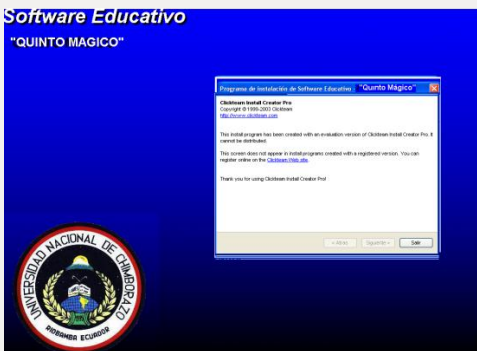 Software Educativo
"QUINTO MAGICO"
Programa de instalación de Software Educativo "Quinto Mágico"
Clickteam Install Creator Pro
Copyright © 1999-2003 Clickteam
http://www.clickteam.com
This install program has been created with an evaluation version of Clickteam Install Creator Pro. It
cannot be distributed.
This screen does not appear in install programs created with a registered version. You can
register online on the Clickteam Web site.
Thank you for using Clickteam Install Creator Pro!
< Atrás
Siguiente >
Salir
UNIVERSIDAD NACIONAL DE CHIMBORAZO
RIOBAMBA ECUADOR